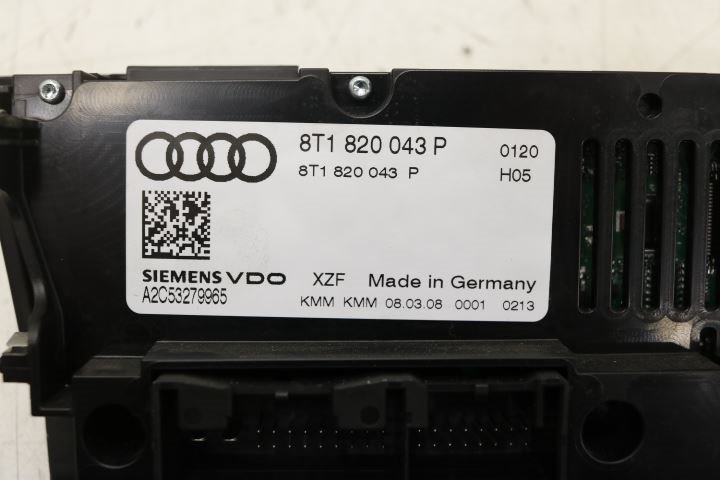 8T1 820 043 P 0120
8T1 820 043 P H05
SIEMENS VDO XZF Made in Germany
A2C53279965 KMM KMM 08.03.08 0001 0213